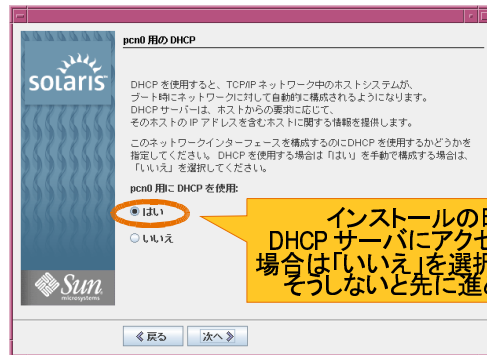 pcn0 用の DHCP
solaris
DHCP を使用すると、TCP/IP ネットワーク中のホストシステムが、
ブート時にネットワークに対して自動的に構成されるようになります。
DHCP サーバーは、ホストからの要求に応じて、
そのホストの IP アドレスを含むホストに関する情報を提供します。
このネットワークインターフェースを構成するのにDHCP を使用するかどうかを
指定してください。 DHCP を使用する場合は「はい」を手動で構成する場合は、
「いいえ」を選択してください。
pcn0 用に DHCP を使用:
はい
いいえ
インストールの
DHCP サーバにアクセ
場合は「いいえ」を選択
そうしないと先に進
Sun
microsystems
戻る
次へ